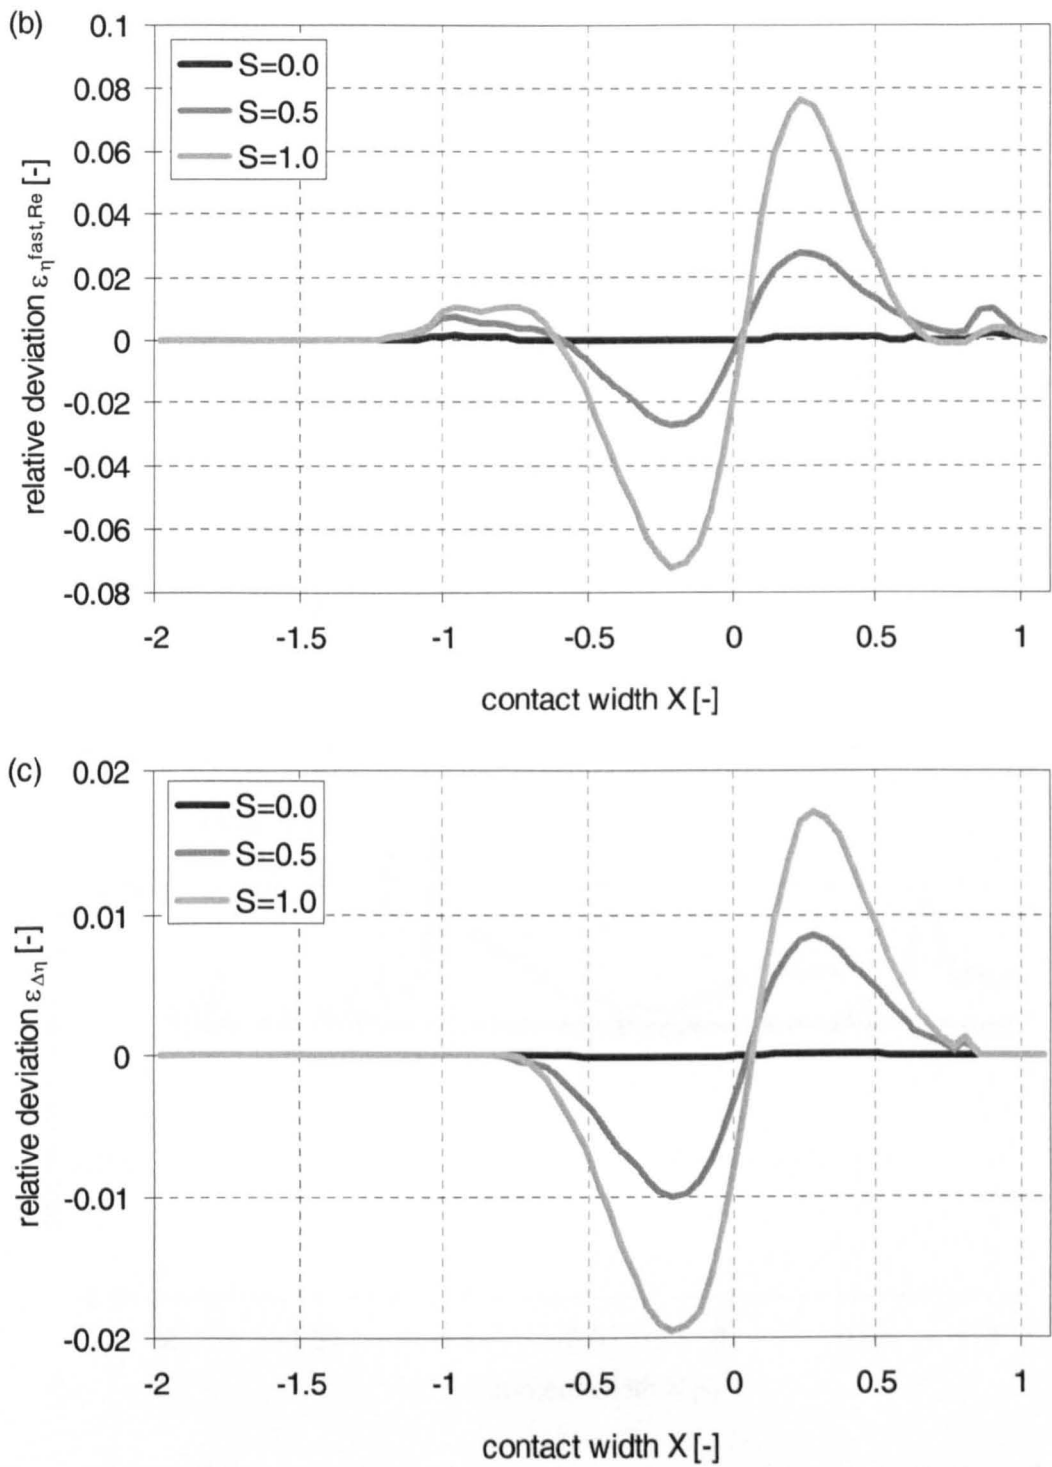 (b)
0.1
S=0.0
0.08
S=0.5
0.06
S=1.0
0.04
0.02
0
-0.02
-0.04
-0.06
-0.08
relative deviation εηfast,Re [-]
-2 -1.5 -1 -0.5 0 0.5 1
contact width X [-]
(c)
0.02
S=0.0
S=0.5
S=1.0
0.01
0
-0.01
-0.02
relative deviation εΔη [-]
-2 -1.5 -1 -0.5 0 0.5 1
contact width X [-]